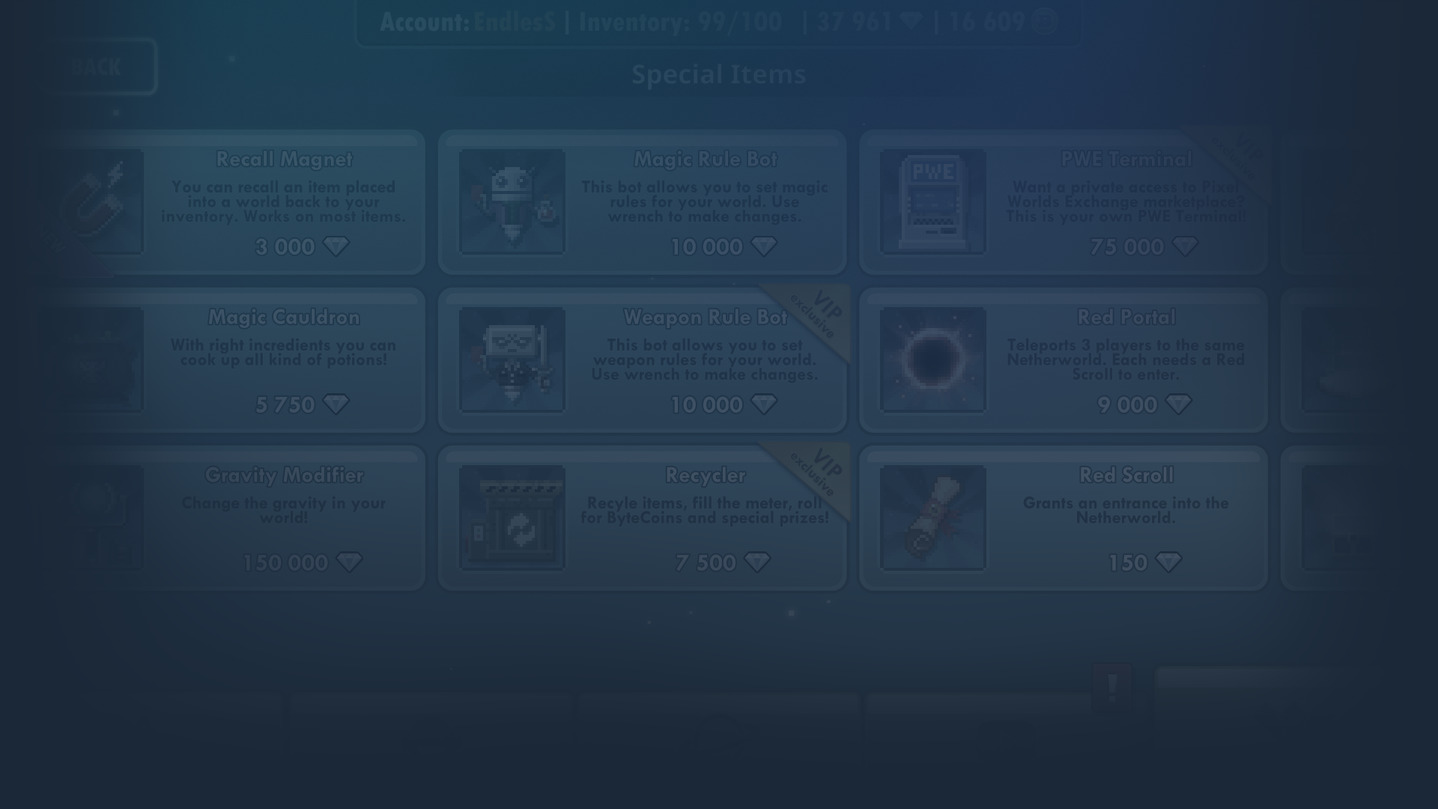 Account: EndlesS | Inventory: 99/100 | 37 961 | 16 609
BACK
Special Items
Recall Magnet
You can recall an item placed
into a world back to your
inventory. Works on most items.
3 000
Magic Rule Bot
This bot allows you to set magic
rules for your world. Use
wrench to make changes.
10 000
PWE
PWE Terminal
Want a private access to Pixel
Worlds Exchange marketplace?
This is your own PWE Terminal!
75 000
VIP
Magic Cauldron
With right incredients you can
cook up all kind of potions!
5 750
Weapon Rule Bot
This bot allows you to set
weapon rules for your world.
Use wrench to make changes.
10 000
VIP
exclusive
Red Portal
Teleports 3 players to the same
Netherworld. Each needs a Red
Scroll to enter.
9 000
Gravity Modifier
Change the gravity in your
world!
150 000
Recycler
Recyle items, fill the meter, roll
for ByteCoins and special prizes!
7 500
VIP
exclusive
Red Scroll
Grants an entrance into the
Netherworld.
150
!